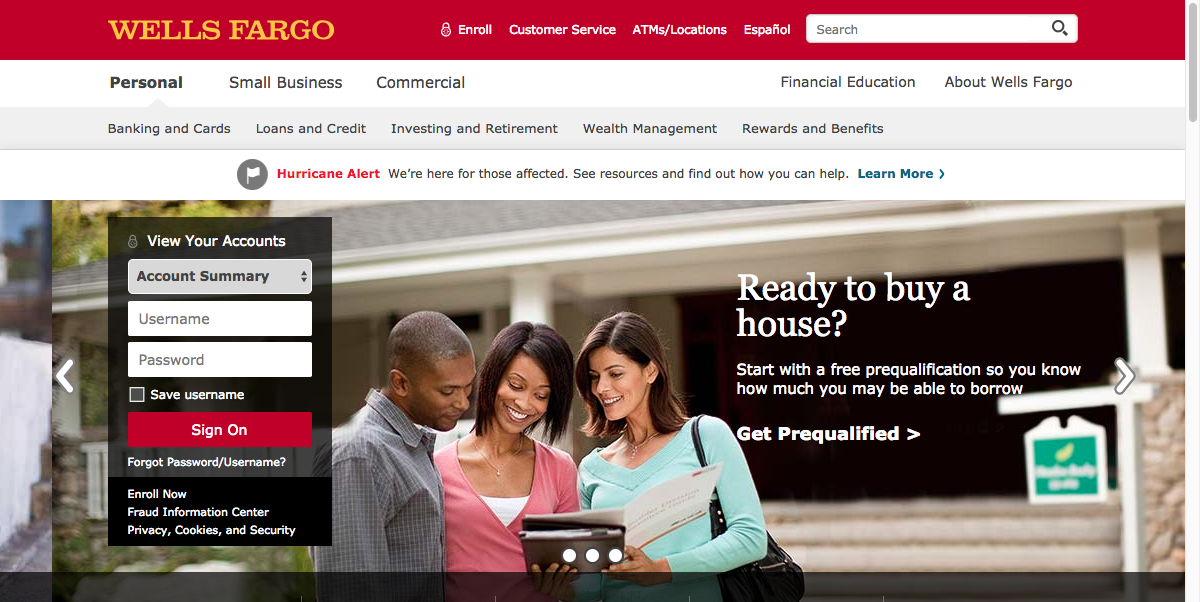 WELLS FARGO
Enroll
Customer Service
ATMs/Locations
Español
Search
Personal
Small Business
Commercial
Financial Education
About Wells Fargo
Banking and Cards
Loans and Credit
Investing and Retirement
Wealth Management
Rewards and Benefits
Hurricane Alert We’re here for those affected. See resources and find out how you can help. Learn More
View Your Accounts
Account Summary
Username
Password
Save username
Sign On
Forgot Password/Username?
Enroll Now
Fraud Information Center
Privacy, Cookies, and Security
Ready to buy a
house?
Start with a free prequalification so you know
how much you may be able to borrow
Get Prequalified >